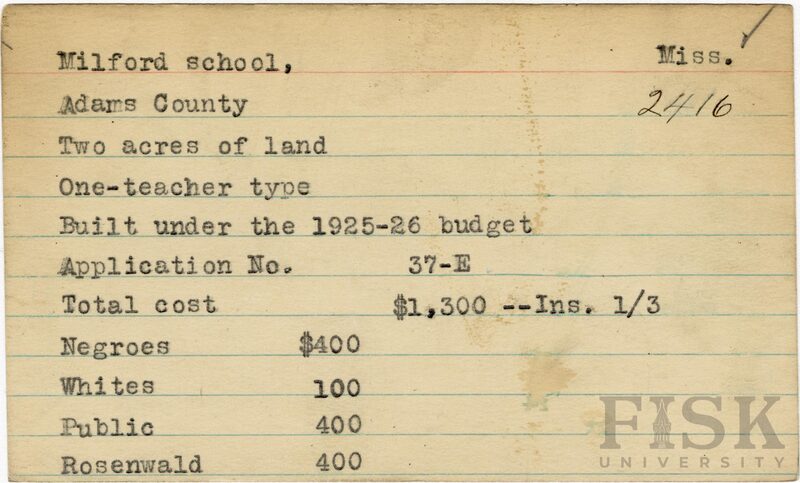 Milford school, Miss.
Adams County 2416
Two acres of land
One-teacher type
Built under the 1925-26 budget
Application No. 37-E
Total cost $1,300 --Ins. 1/3
Negroes $400
Whites 100
Public 400
Rosenwald 400
FISK
UNIVERSITY